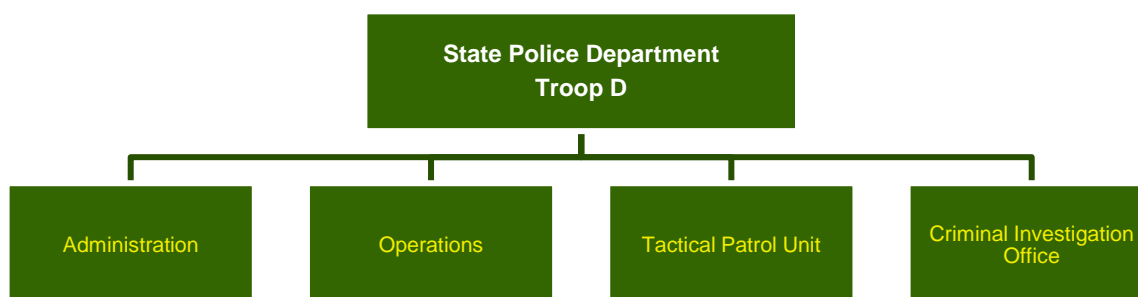 State Police Department
Troop D
Administration
Operations
Tactical Patrol Unit
Criminal Investigation
Office